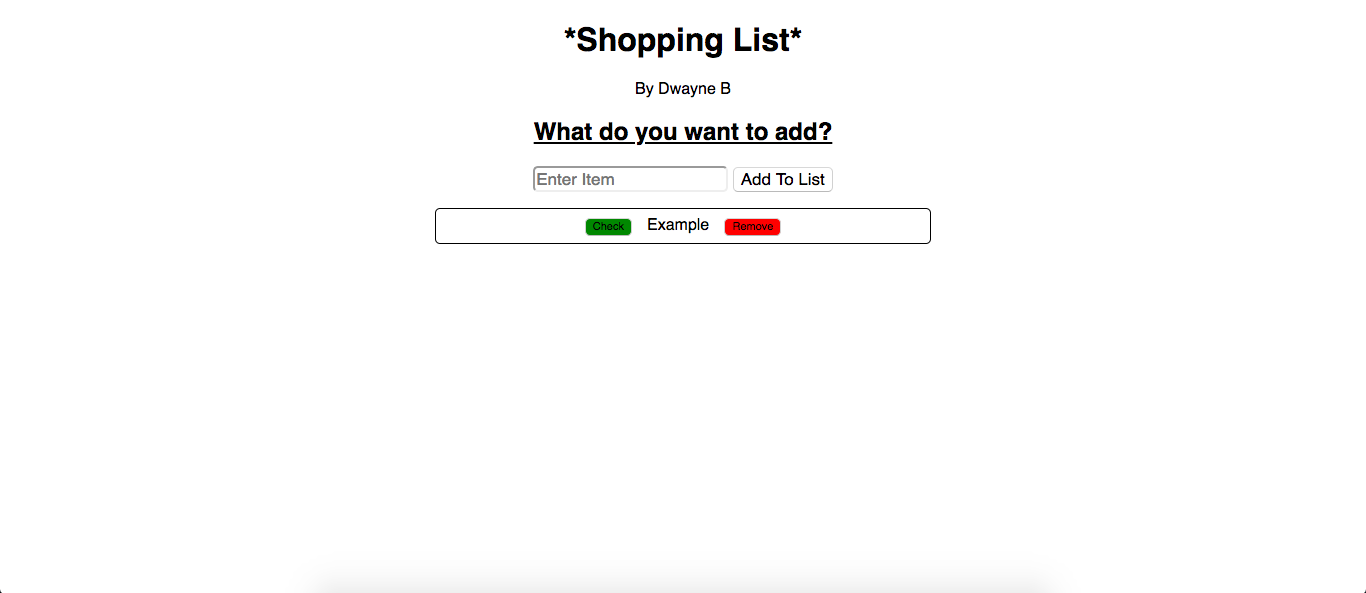 *Shopping List*
By Dwayne B
What do you want to add?
Enter Item Add To List
Check Example Remove